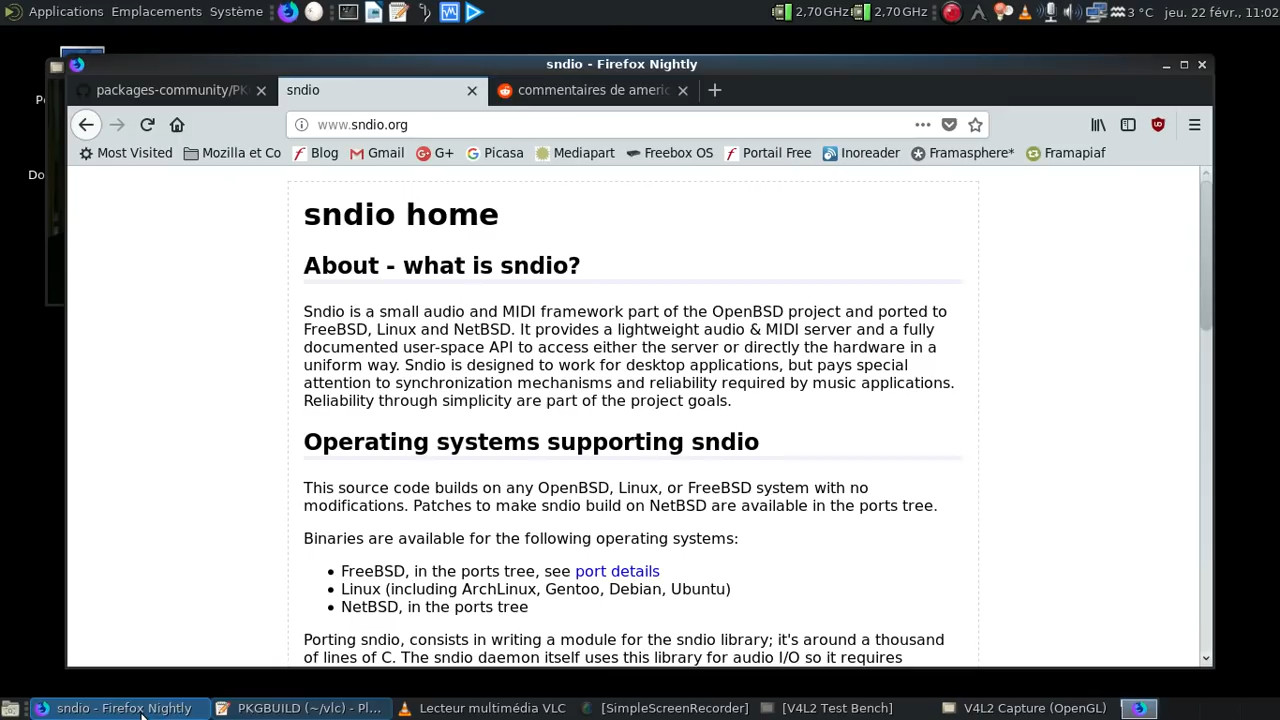 Applications Emplacements Système 2,70 GHz 2,70 GHz 3 °C jeu. 22 févr., 11:02
sndio - Firefox Nightly
packages-community/PK sndio commentaires de americ
www.sndio.org
Most Visited Mozilla et Co Blog Gmail G+ Picasa Mediapart Freebox OS Portail Free Inoreader Framasphere* Framapiaf
sndio home
About - what is sndio?
Sndio is a small audio and MIDI framework part of the OpenBSD project and ported to
FreeBSD, Linux and NetBSD. It provides a lightweight audio & MIDI server and a fully
documented user-space API to access either the server or directly the hardware in a
uniform way. Sndio is designed to work for desktop applications, but pays special
attention to synchronization mechanisms and reliability required by music applications.
Reliability through simplicity are part of the project goals.
Operating systems supporting sndio
This source code builds on any OpenBSD, Linux, or FreeBSD system with no
modifications. Patches to make sndio build on NetBSD are available in the ports tree.
Binaries are available for the following operating systems:
FreeBSD, in the ports tree, see port details
Linux (including ArchLinux, Gentoo, Debian, Ubuntu)
NetBSD, in the ports tree
Porting sndio, consists in writing a module for the sndio library; it's around a thousand
of lines of C. The sndio daemon itself uses this library for audio I/O so it requires
sndio - Firefox Nightly PKGBUILD (~/vlc) - Pl... Lecteur multimédia VLC [SimpleScreenRecorder] [V4L2 Test Bench] V4L2 Capture (OpenGL)